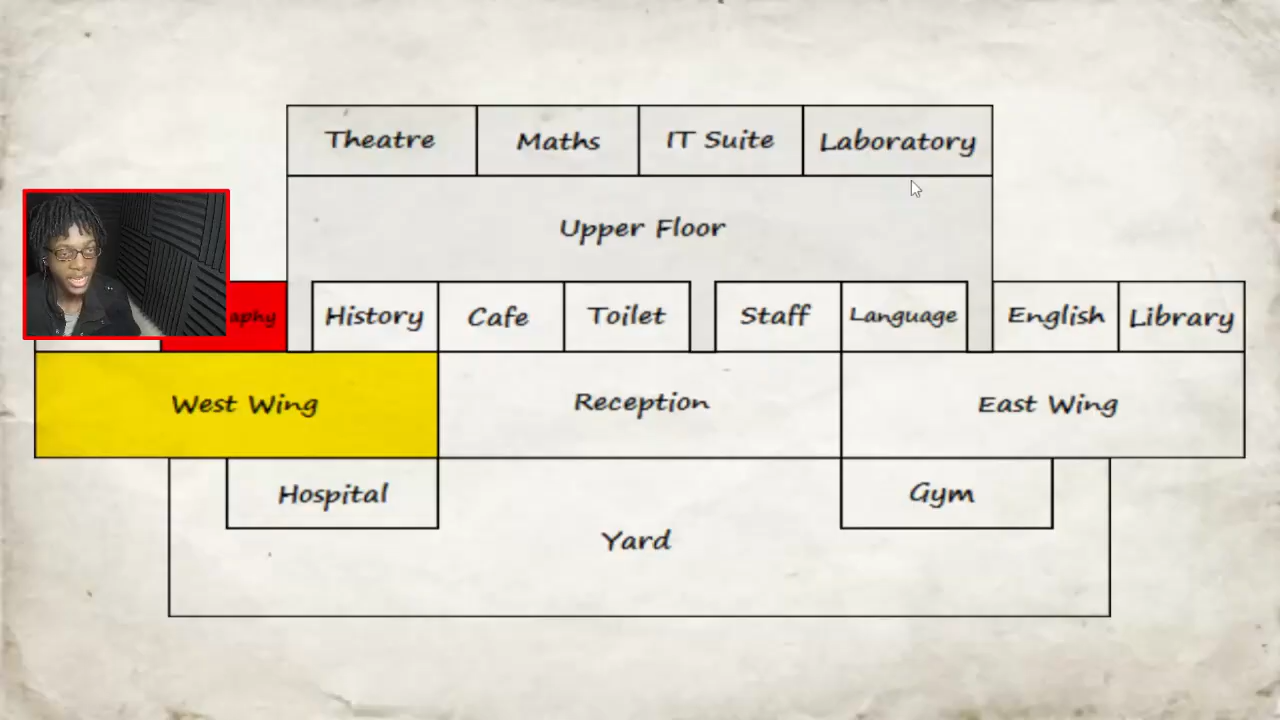 Theatre Maths IT Suite Laboratory
Upper Floor
aphy History Cafe Toilet Staff Language English Library
West Wing Reception East Wing
Hospital Gym
Yard